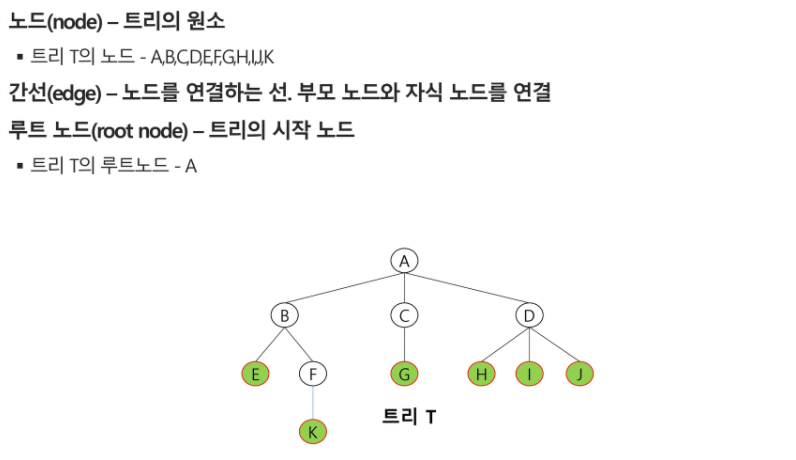 노드(node) – 트리의 원소
▪ 트리 T의 노드 - A,B,C,D,E,F,G,H,I,J,K
간선(edge) – 노드를 연결하는 선. 부모 노드와 자식 노드를 연결
루트 노드(root node) – 트리의 시작 노드
▪ 트리 T의 루트노드 - A
A
B C D
E F G H I J
트리 T
K